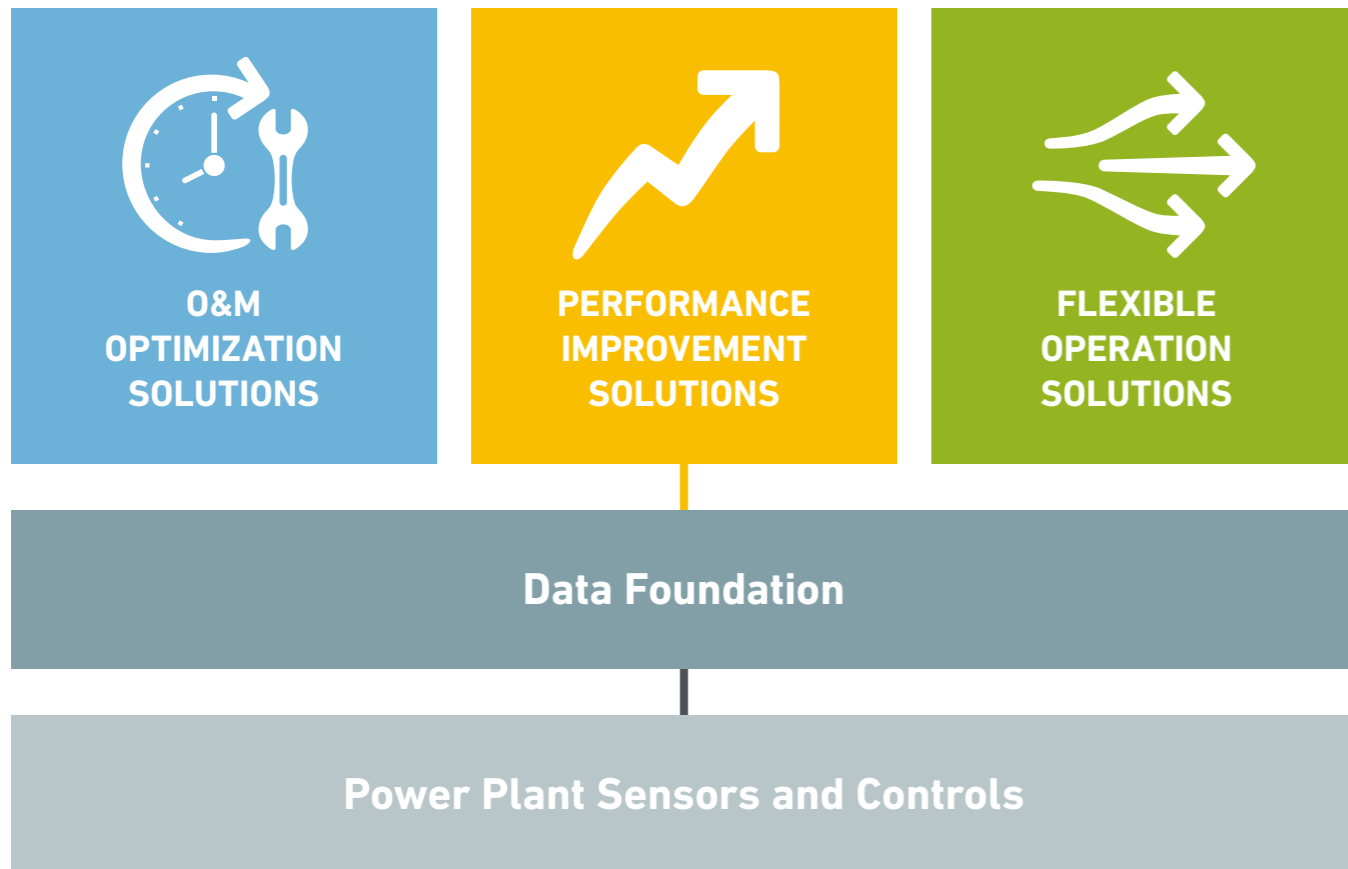 O&M
OPTIMIZATION
SOLUTIONS
PERFORMANCE
IMPROVEMENT
SOLUTIONS
FLEXIBLE
OPERATION
SOLUTIONS
Data Foundation
Power Plant Sensors and Controls